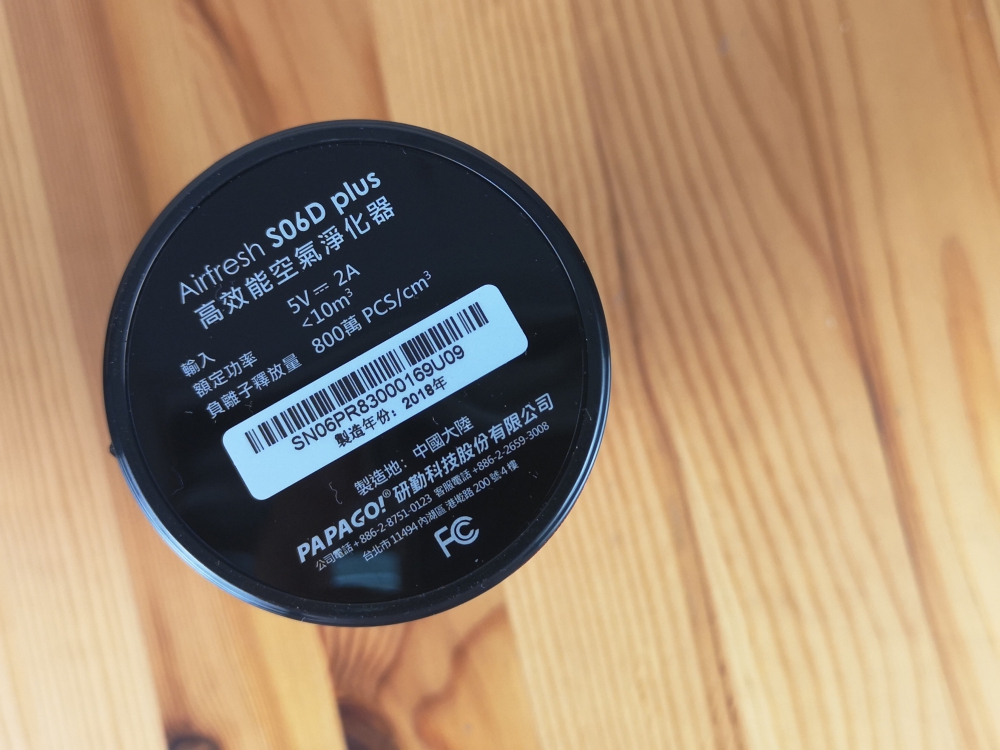 Airfresh S06D plus
高效能空氣淨化器
輸入 5V⎓ 2A
額定功率 <10m³
負離子釋放量 800萬 PCS/cm³
SN06PR83000169U09
製造年份：2018年
製造地：中國大陸
PAPAGO!® 研勤科技股份有限公司
公司電話 +886-2-8751-0123 客服電話 +886-2-2659-3008
台北市 11494 內湖區 港墘路 200 號 4 樓
FC